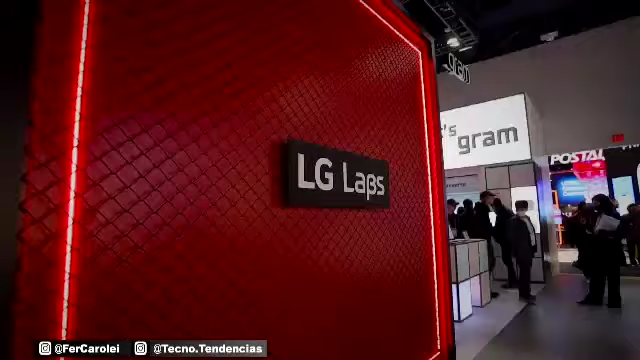 LG Labs
's
gram
POSTAL
@FerCarolei @Tecno.Tendencias